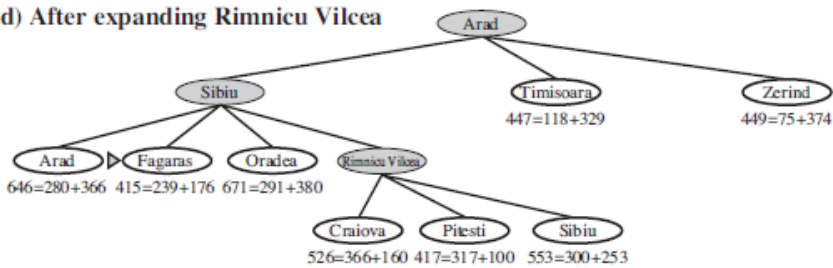 d) After expanding Rimnicu Vilcea
Arad
Sibiu
Timisoara
Zerind
447=118+329
449=75+374
Arad
Fagaras
Oradea
Rimnicu Vilcea
646=280+366
415=239+176
671=291+380
Craiova
Pitesti
Sibiu
526=366+160
417=317+100
553=300+253